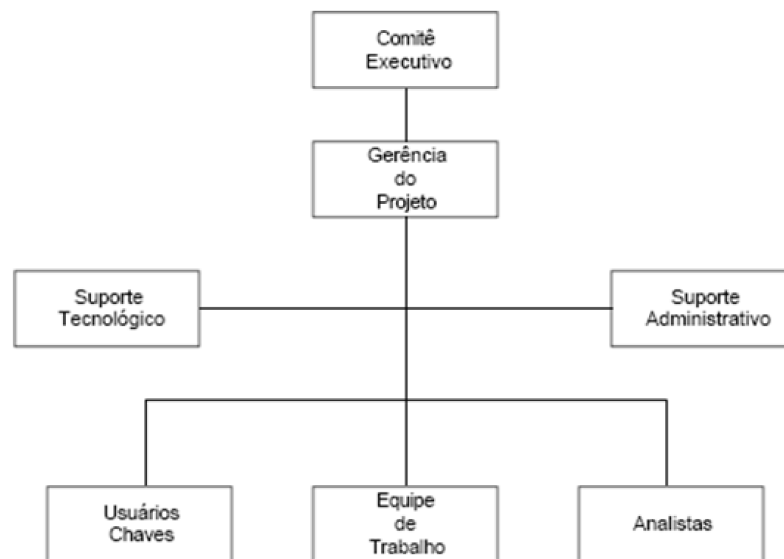 Comitê
Executivo
Gerência
do
Projeto
Suporte
Tecnológico
Suporte
Administrativo
Usuários
Chaves
Equipe
de
Trabalho
Analistas